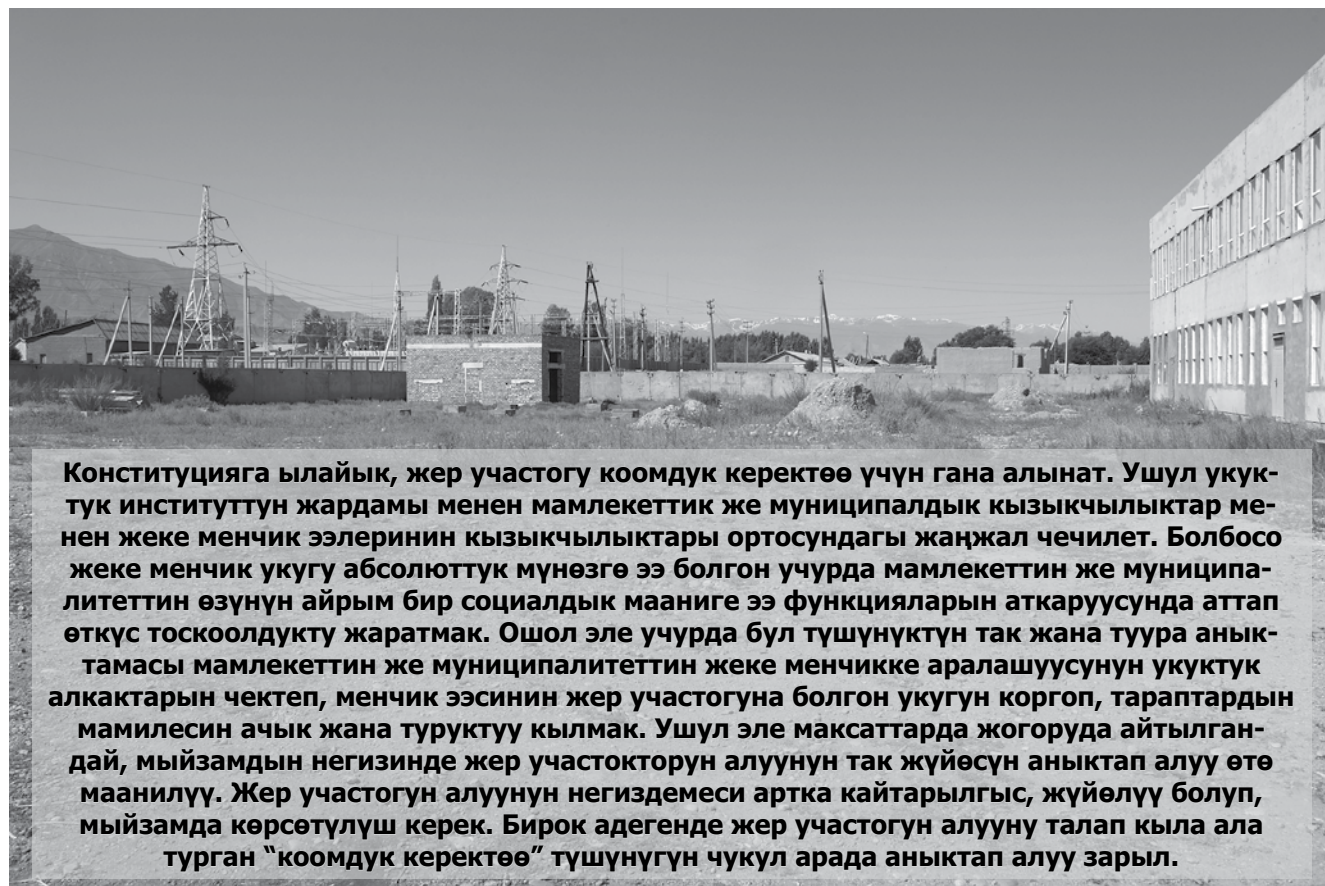 Конституцияга ылайык, жер участогу коомдук керектөө үчүн гана алынат. Ушул укук-
тук институттун жардамы менен мамлекеттик же муниципалдык кызыкчылыктар ме-
нен жеке менчик ээлеринин кызыкчылыктары ортосундагы жаңжал чечилет. Болбосо
жеке менчик укугу абсолюттук мүнөзгө ээ болгон учурда мамлекеттин же муниципа-
литеттин өзүнүн айрым бир социалдык мааниге ээ функцияларын аткаруусунда аттап
өткүс тоскоолдукту жаратмак. Ошол эле учурда бул түшүнүктүн так жана туура анык-
тамасы мамлекеттин же муниципалитеттин жеке менчикке аралашуусунун укуктук
алкактарын чектеп, менчик ээсинин жер участогуна болгон укугун коргоп, тараптардын
мамилесин ачык жана туруктуу кылмак. Ушул эле максаттарда жогоруда айтылган-
дай, мыйзамдын негизинде жер участокторун алуунун так жүйөсүн аныктап алуу өтө
маанилүү. Жер участогун алуунун негиздемеси артка кайтарылгыс, жүйөлүү болуп,
мыйзамда көрсөтүлүш керек. Бирок адегенде жер участогун алууну талап кыла ала
турган “коомдук керектөө” түшүнүгүн чукул арада аныктап алуу зарыл.